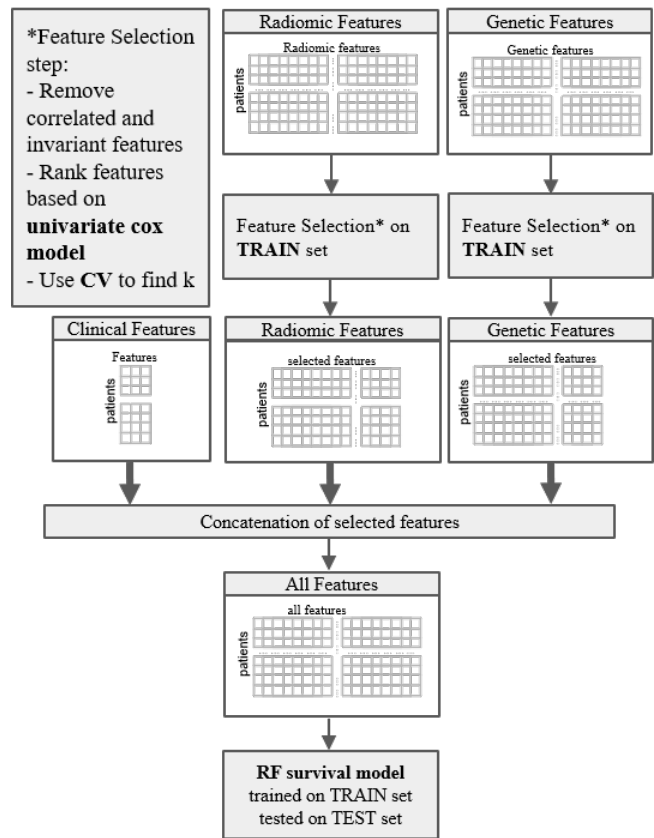 *Feature Selection
step:
- Remove
correlated and
invariant features
- Rank features
based on
univariate cox
model
- Use CV to find k
Radiomic Features
Radiomic features
patients
Genetic Features
Genetic features
patients
Feature Selection* on
TRAIN set
Feature Selection* on
TRAIN set
Clinical Features
Features
patients
Radiomic Features
selected features
patients
Genetic Features
selected features
patients
Concatenation of selected features
All Features
all features
patients
RF survival model
trained on TRAIN set
tested on TEST set